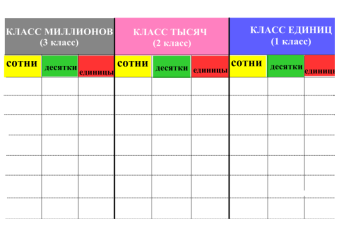 КЛАСС МИЛЛИОНОВ
(3 класс)
КЛАСС ТЫСЯЧ
(2 класс)
КЛАСС ЕДИНИЦ
(1 класс)
сотни десятки единицы сотни десятки единицы сотни десятки единицы